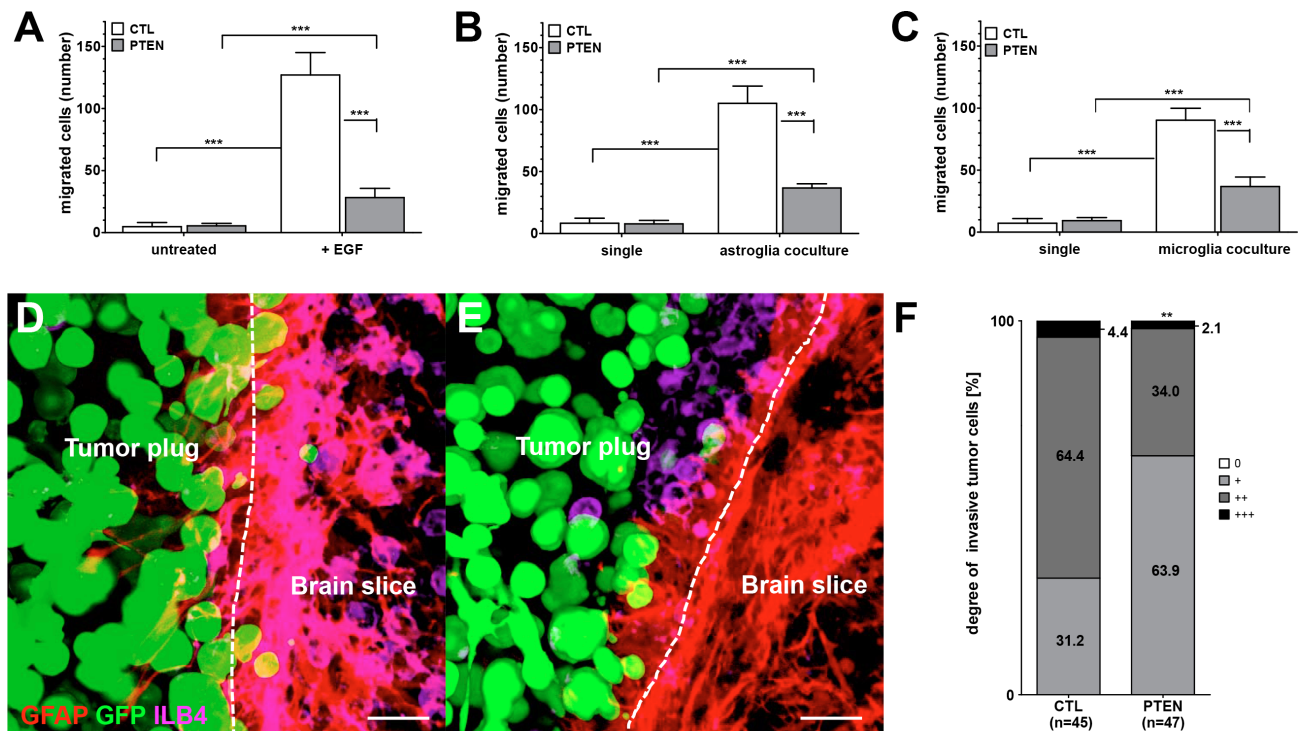 A
CTL
PTEN
migrated cells (number)
150
100
50
0
***
***
***
untreated
+ EGF
B
CTL
PTEN
migrated cells (number)
150
100
50
0
***
***
***
single
astroglia coculture
C
CTL
PTEN
migrated cells (number)
150
100
50
0
***
***
***
single
microglia coculture
D
Tumor plug
Brain slice
GFAP GFP ILB4
E
Tumor plug
Brain slice
F
degree of invasive tumor cells [%]
100
0
4.4
64.4
31.2
**
2.1
34.0
63.9
0
+
++
+++
CTL
(n=45)
PTEN
(n=47)